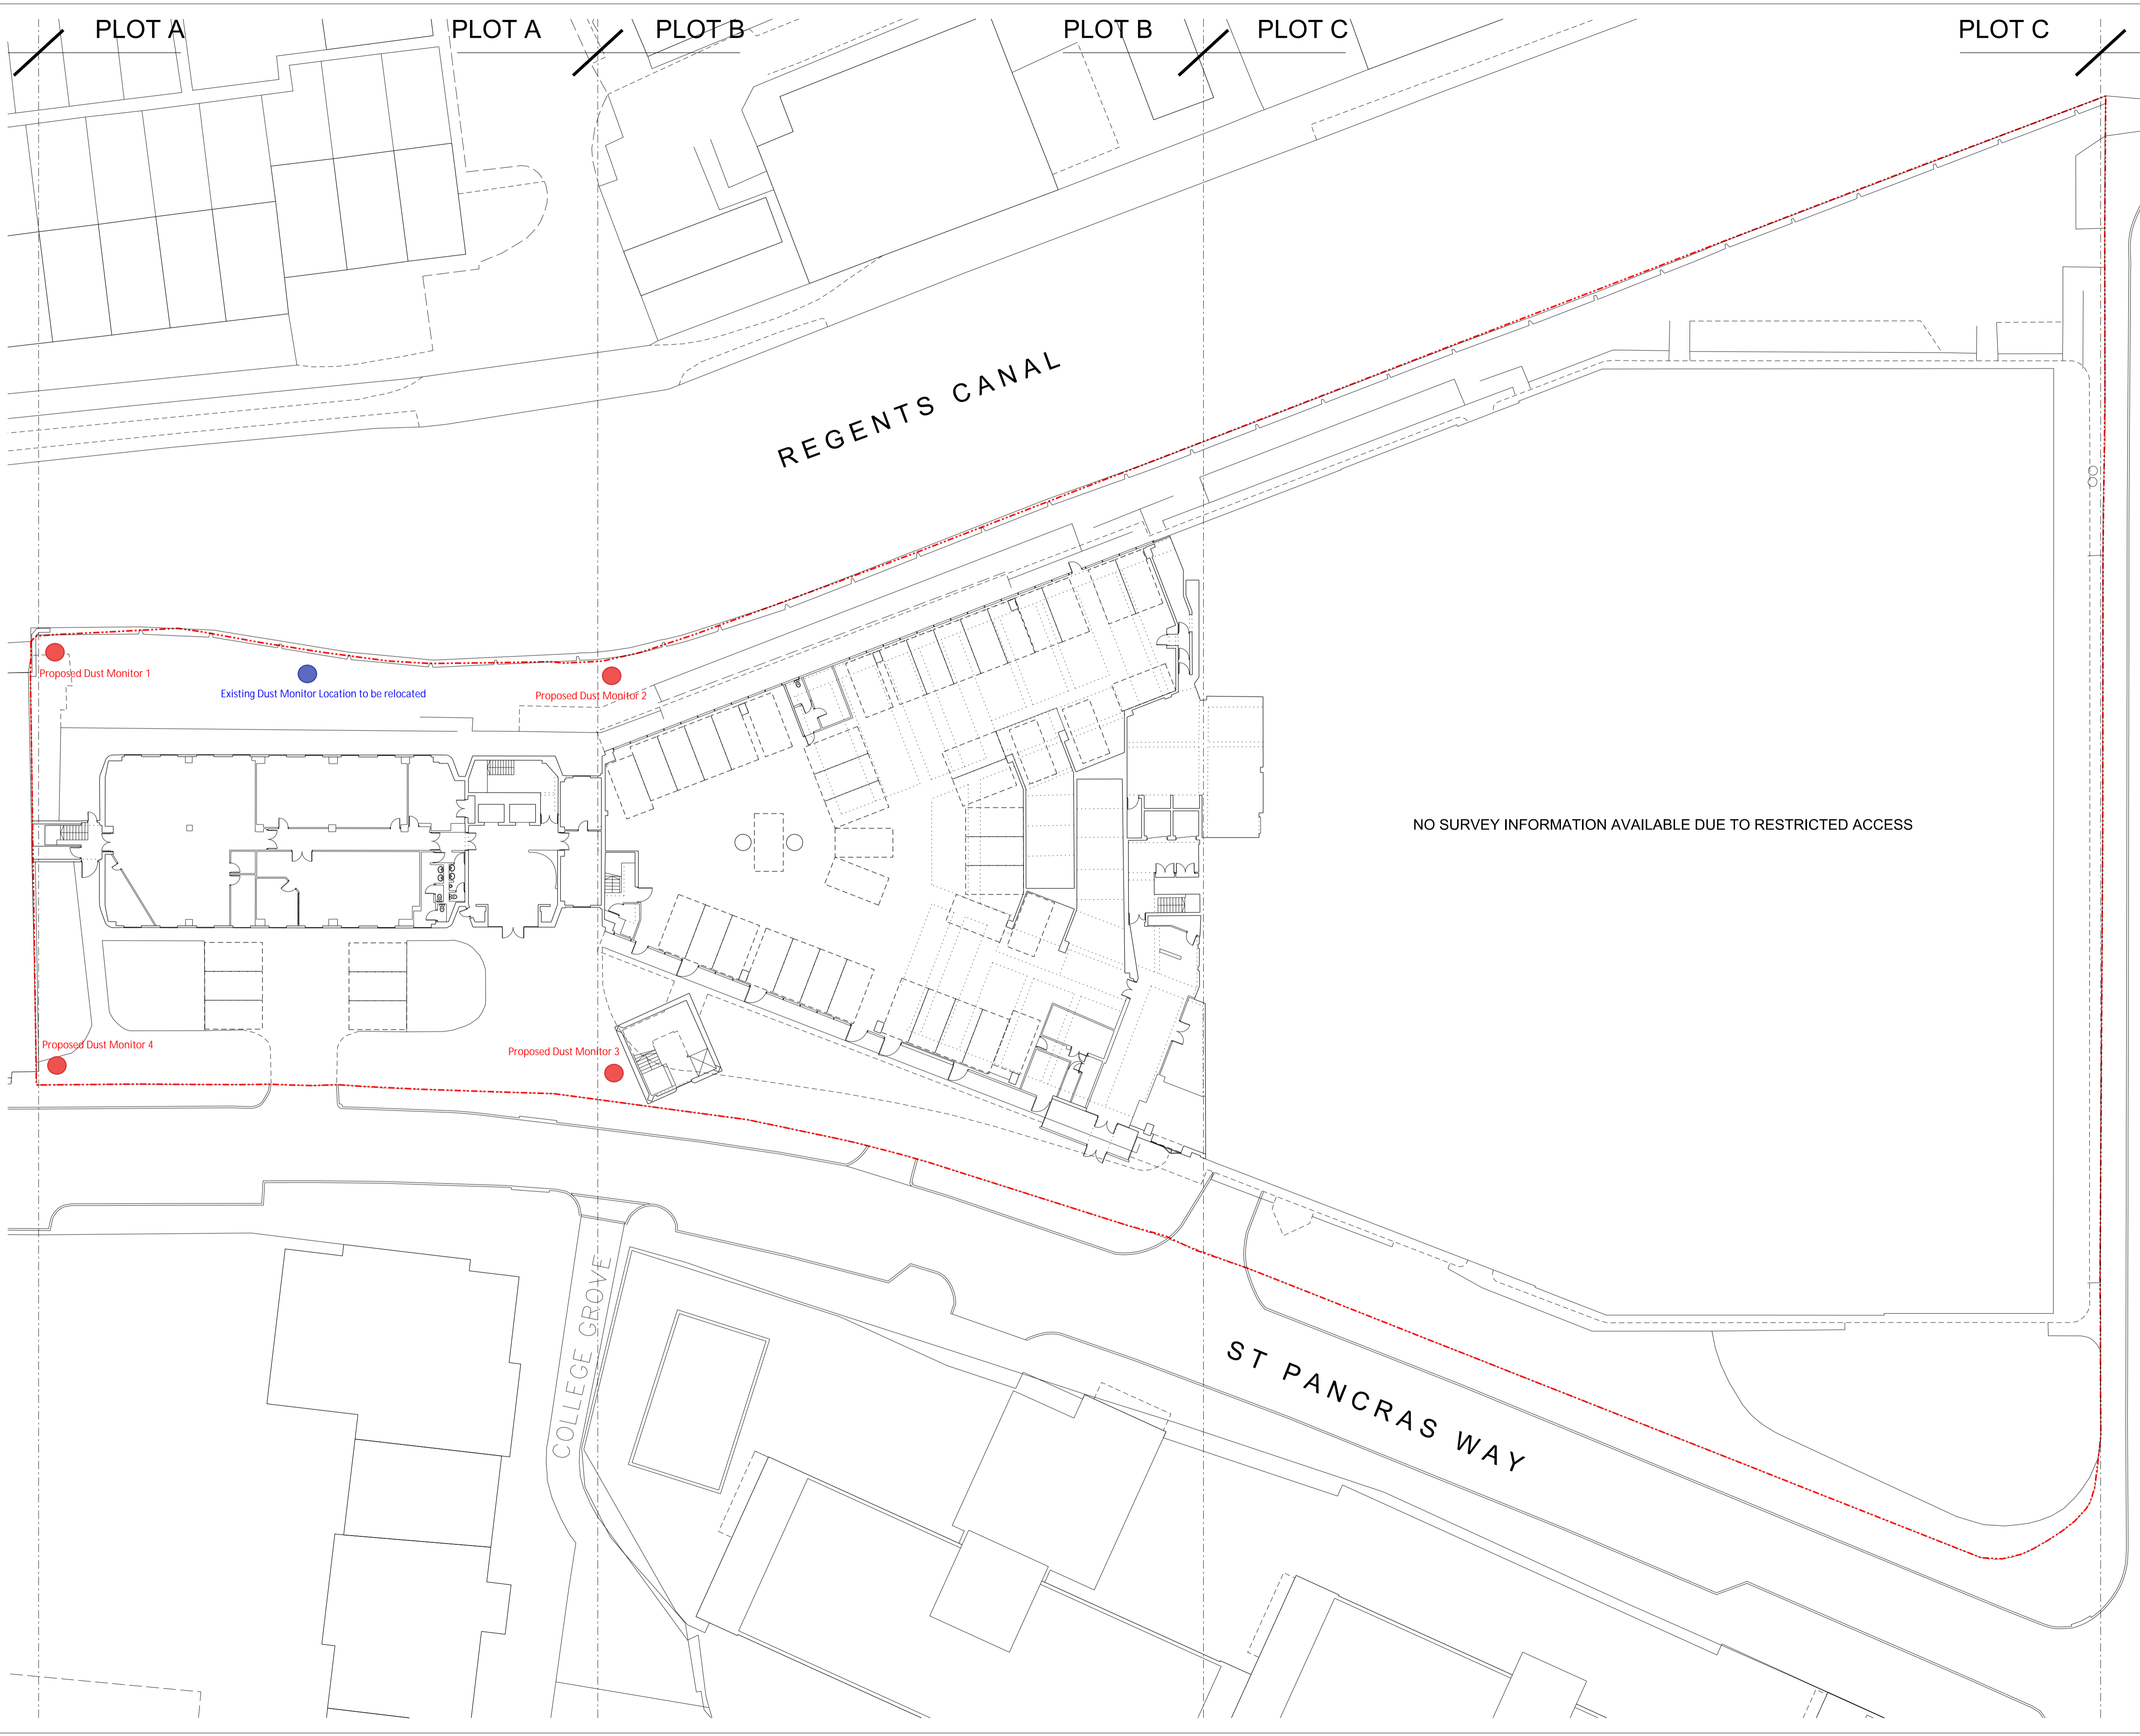 PLOT A
PLOT A
PLOT B
PLOT B
PLOT C
PLOT C
REGENTS CANAL
Proposed Dust Monitor 1
Existing Dust Monitor Location to be relocated
Proposed Dust Monitor 2
NO SURVEY INFORMATION AVAILABLE DUE TO RESTRICTED ACCESS
Proposed Dust Monitor 4
Proposed Dust Monitor 3
COLLEGE GROVE
ST PANCRAS WAY